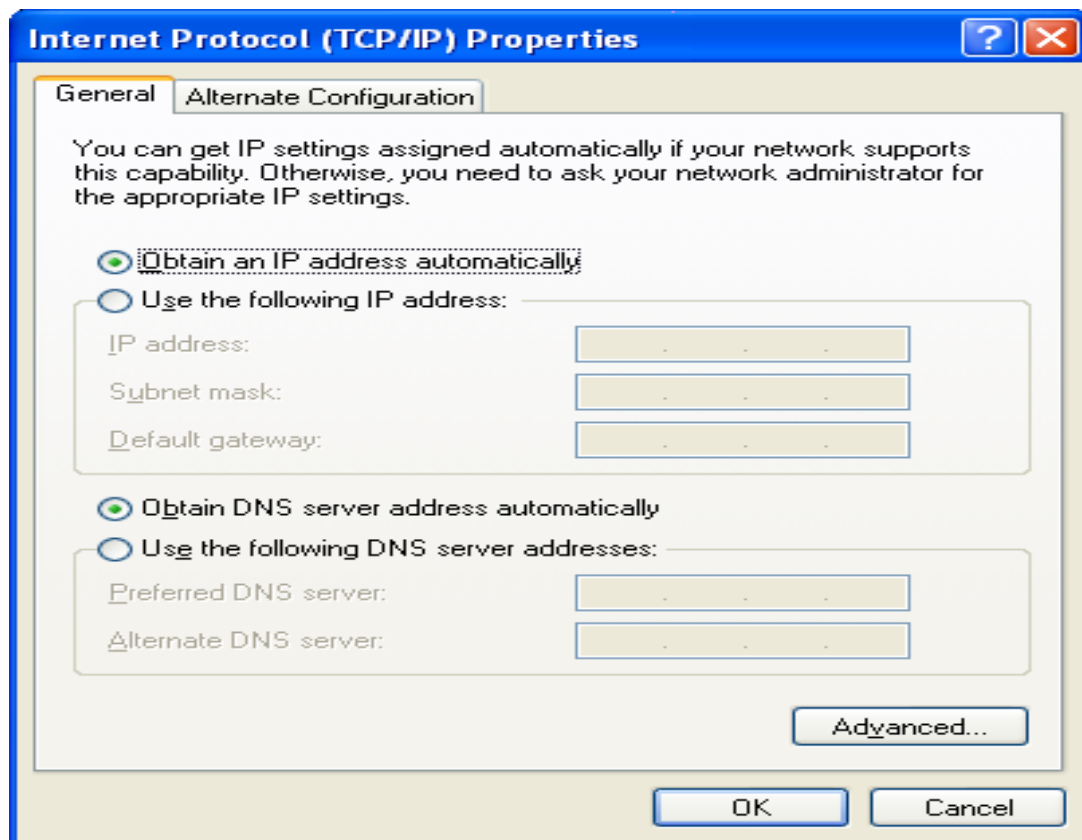 Internet Protocol (TCP/IP) Properties
?
General
Alternate Configuration
You can get IP settings assigned automatically if your network supports
this capability. Otherwise, you need to ask your network administrator for
the appropriate IP settings.
Obtain an IP address automatically
Use the following IP address:
IP address:
Subnet mask:
Default gateway:
Obtain DNS server address automatically
Use the following DNS server addresses:
Preferred DNS server:
Alternate DNS server:
Advanced...
OK
Cancel